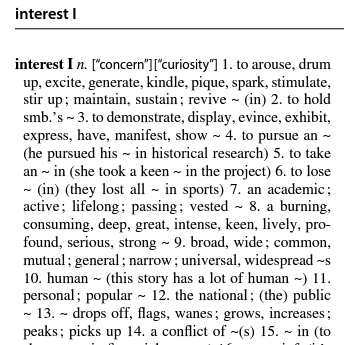 interest I
interest I n. ["concern"]["curiosity"] 1. to arouse, drum
up, excite, generate, kindle, pique, spark, stimulate,
stir up; maintain, sustain; revive ~ (in) 2. to hold
smb.'s ~ 3. to demonstrate, display, evince, exhibit,
express, have, manifest, show ~ 4. to pursue an ~
(he pursued his ~ in historical research) 5. to take
an ~ in (she took a keen ~ in the project) 6. to lose
~ (in) (they lost all ~ in sports) 7. an academic;
active; lifelong; passing; vested ~ 8. a burning,
consuming, deep, great, intense, keen, lively, pro-
found, serious, strong ~ 9. broad, wide; common,
mutual; general; narrow; universal, widespread ~s
10. human ~ (this story has a lot of human ~) 11.
personal; popular ~ 12. the national; (the) public
~ 13. ~ drops off, flags, wanes; grows, increases;
peaks; picks up 14. a conflict of ~(s) 15. ~ in (to